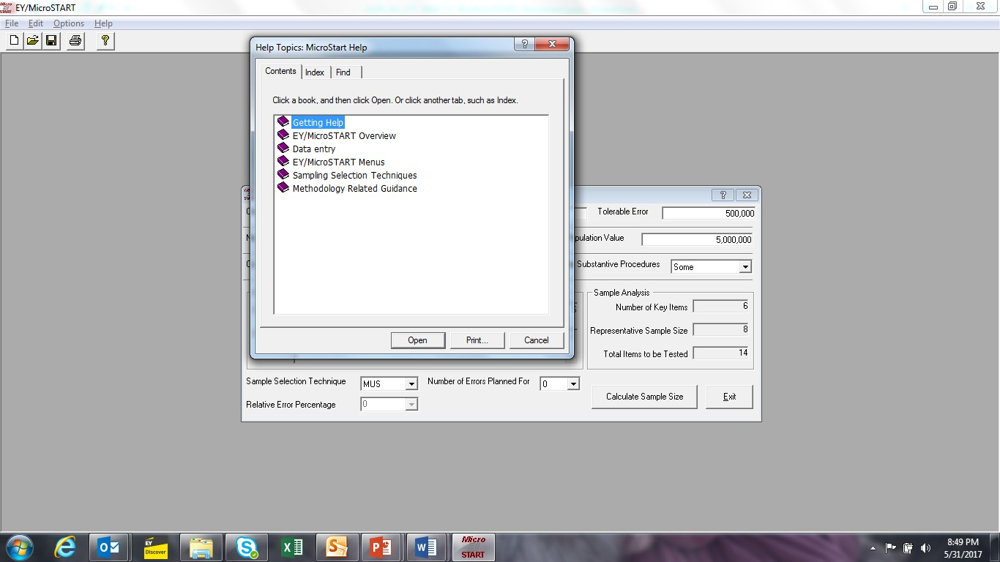 Micro
START
EY/MicroSTART
File Edit Options Help
Help Topics: MicroStart Help
Contents Index Find
Click a book, and then click Open. Or click another tab, such as Index.
Getting Help
EY/MicroSTART Overview
Data entry
EY/MicroSTART Menus
Sampling Selection Techniques
Methodology Related Guidance
Open Print... Cancel
Tolerable Error 500,000
pulation Value 5,000,000
Substantive Procedures Some
Sample Analysis
Number of Key Items 6
Representative Sample Size 8
Total Items to be Tested 14
Sample Selection Technique MUS Number of Errors Planned For 0
Relative Error Percentage 0
Calculate Sample Size Exit
EY
Discover
Micro
START
8:49 PM
5/31/2017